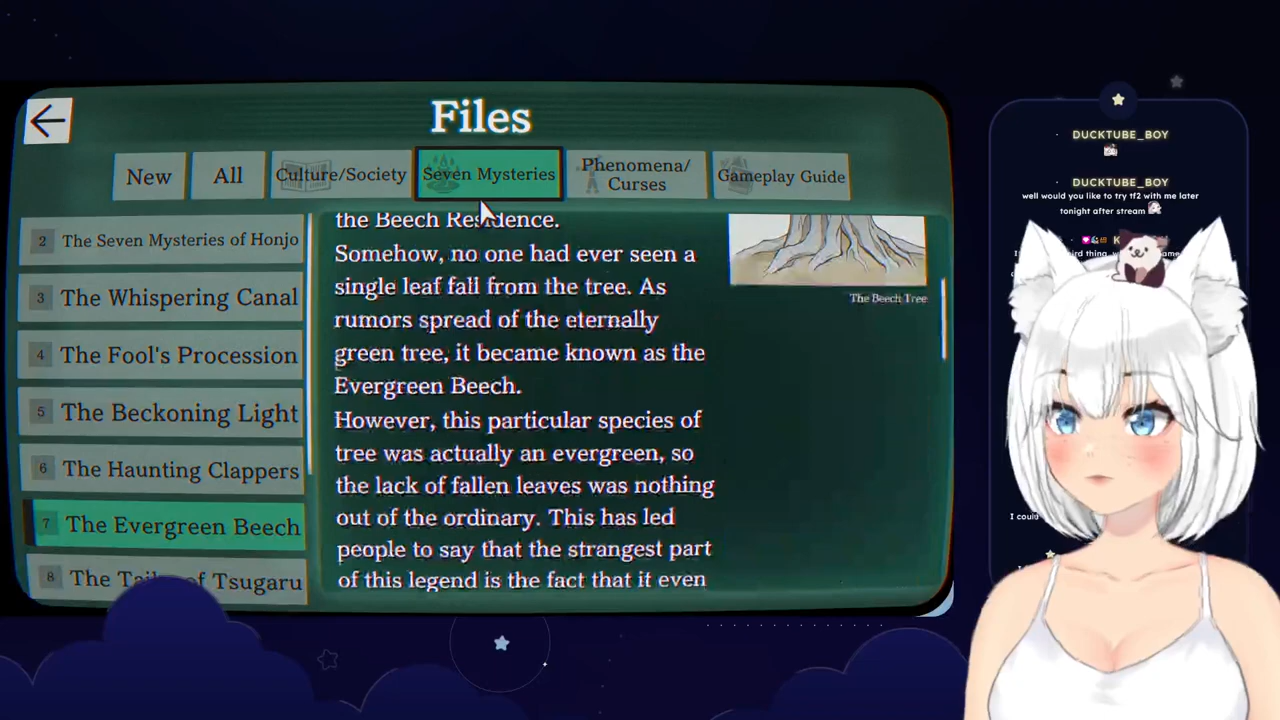 Files
New
All
Culture/Society
Seven Mysteries
Phenomena/
Curses
Gameplay Guide
2 The Seven Mysteries of Honjo
3 The Whispering Canal
4 The Fool's Procession
5 The Beckoning Light
6 The Haunting Clappers
7 The Evergreen Beech
8 The of Tsugaru
the Beech Residence.
Somehow, no one had ever seen a
single leaf fall from the tree. As
rumors spread of the eternally
green tree, it became known as the
Evergreen Beech.
However, this particular species of
tree was actually an evergreen, so
the lack of fallen leaves was nothing
out of the ordinary. This has led
people to say that the strangest part
of this legend is the fact that it even
The Beech Tree
DUCKTUBE_BOY
DUCKTUBE_BOY
well would you like to try tf2 with me later
tonight after stream
I could